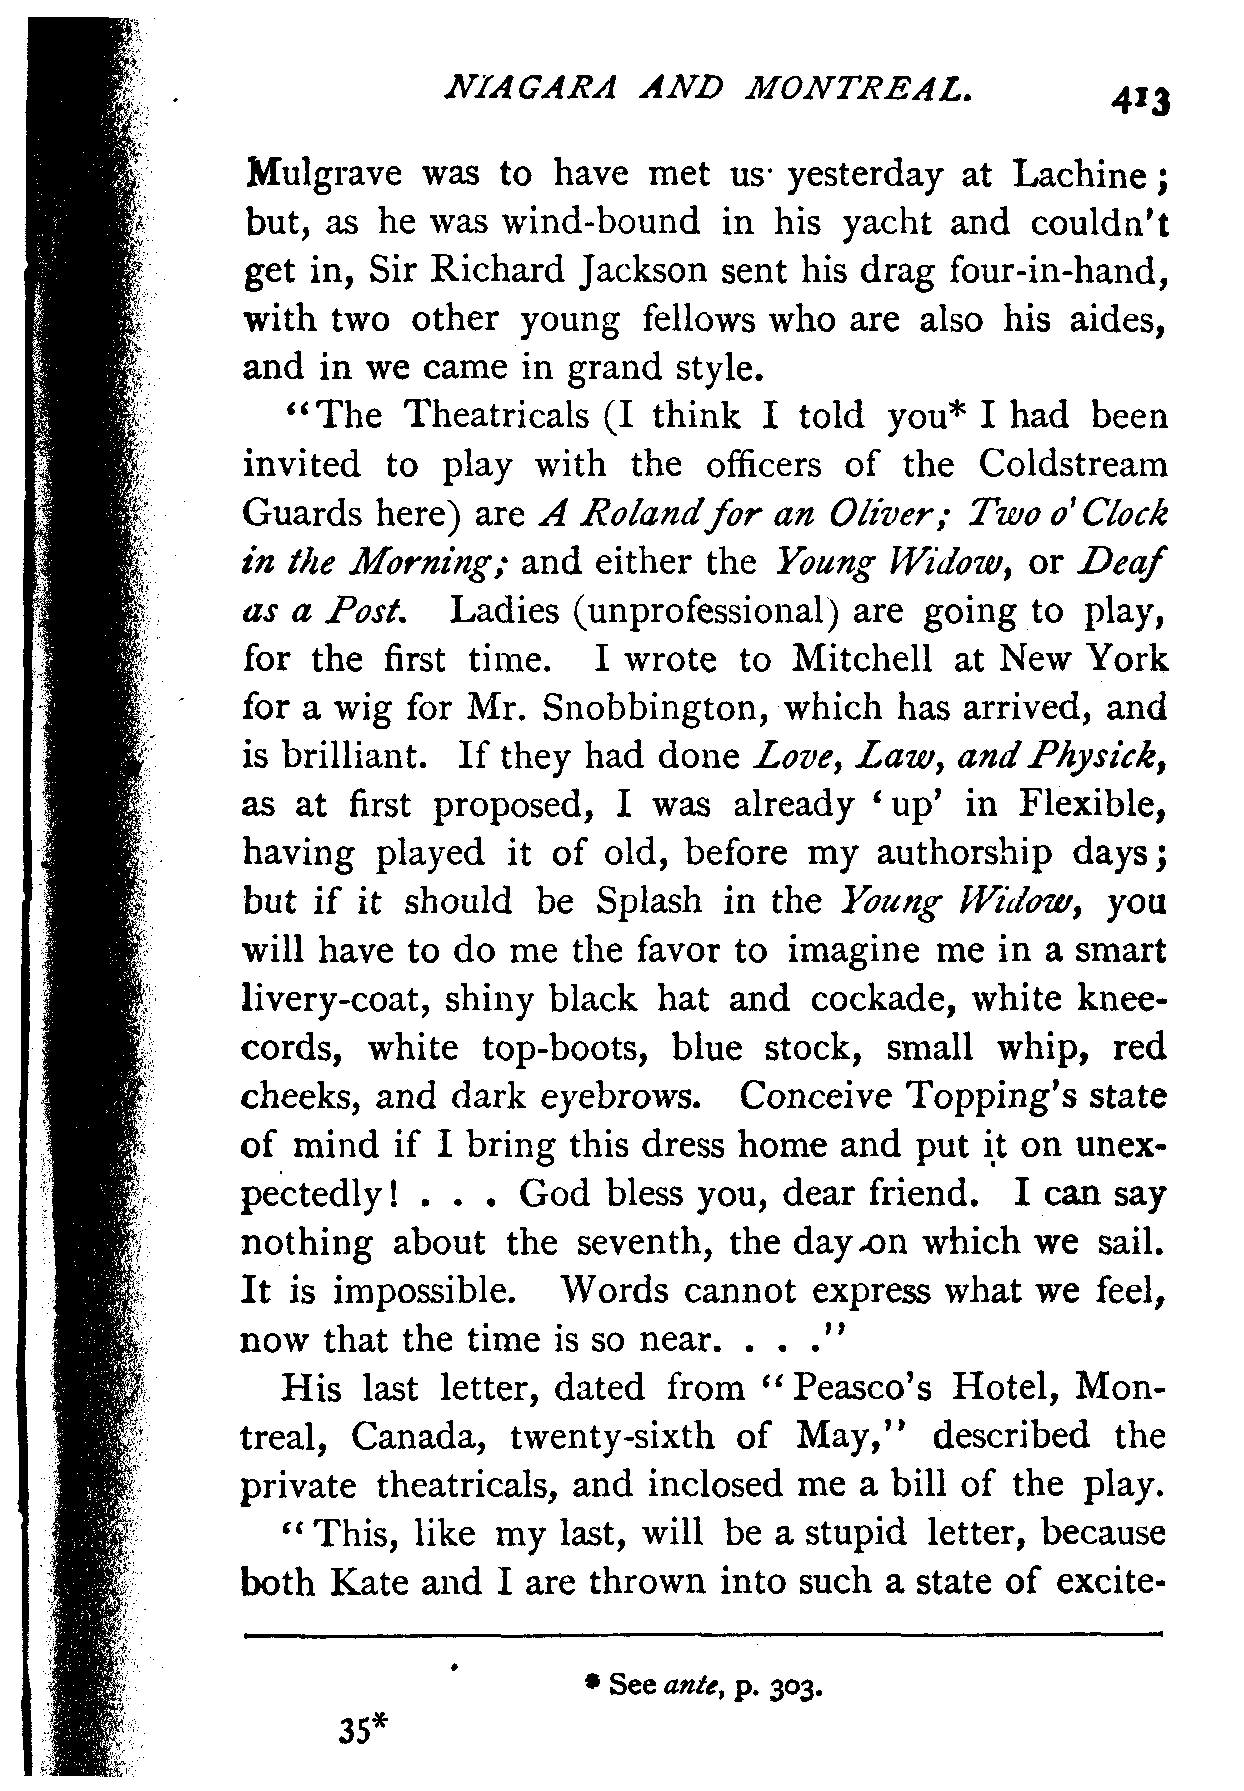 NIAGARA AND MONTREAL. 413
Mulgrave was to have met us yesterday at Lachine;
but, as he was wind-bound in his yacht and couldn't
get in, Sir Richard Jackson sent his drag four-in-hand,
with two other young fellows who are also his aides,
and in we came in grand style.
"The Theatricals (I think I told you* I had been
invited to play with the officers of the Coldstream
Guards here) are A Roland for an Oliver; Two o'Clock
in the Morning; and either the Young Widow, or Deaf
as a Post. Ladies (unprofessional) are going to play,
for the first time. I wrote to Mitchell at New York
for a wig for Mr. Snobbington, which has arrived, and
is brilliant. If they had done Love, Law, and Physick,
as at first proposed, I was already 'up' in Flexible,
having played it of old, before my authorship days;
but if it should be Splash in the Young Widow, you
will have to do me the favor to imagine me in a smart
livery-coat, shiny black hat and cockade, white knee-
cords, white top-boots, blue stock, small whip, red
cheeks, and dark eyebrows. Conceive Topping's state
of mind if I bring this dress home and put it on unex-
pectedly! . . . God bless you, dear friend. I can say
nothing about the seventh, the day on which we sail.
It is impossible. Words cannot express what we feel,
now that the time is so near. . . ."
His last letter, dated from "Peasco's Hotel, Mon-
treal, Canada, twenty-sixth of May," described the
private theatricals, and inclosed me a bill of the play.
"This, like my last, will be a stupid letter, because
both Kate and I are thrown into such a state of excite-
* See ante, p. 303.
35*